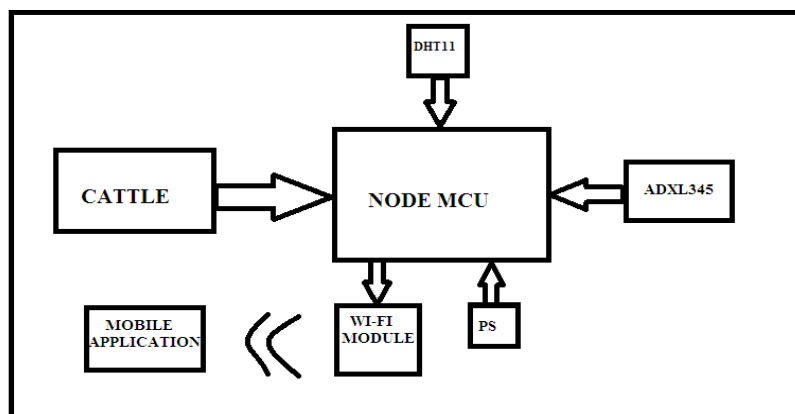 DHT11
CATTLE
NODE MCU
ADXL345
MOBILE
APPLICATION
WI-FI
MODULE
PS